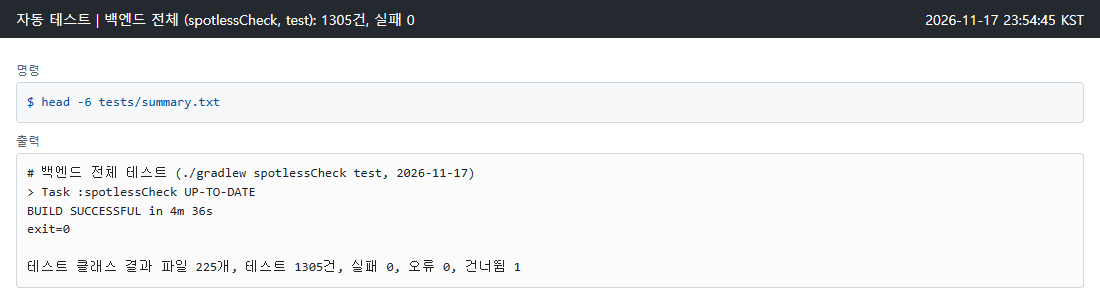 자동 테스트 | 백엔드 전체 (spotlessCheck, test): 1305건, 실패 0
2026-11-17 23:54:45 KST
명령
$ head -6 tests/summary.txt
출력
# 백엔드 전체 테스트 (./gradlew spotlessCheck test, 2026-11-17)
> Task :spotlessCheck UP-TO-DATE
BUILD SUCCESSFUL in 4m 36s
exit=0
테스트 클래스 결과 파일 225개, 테스트 1305건, 실패 0, 오류 0, 건너뜀 1